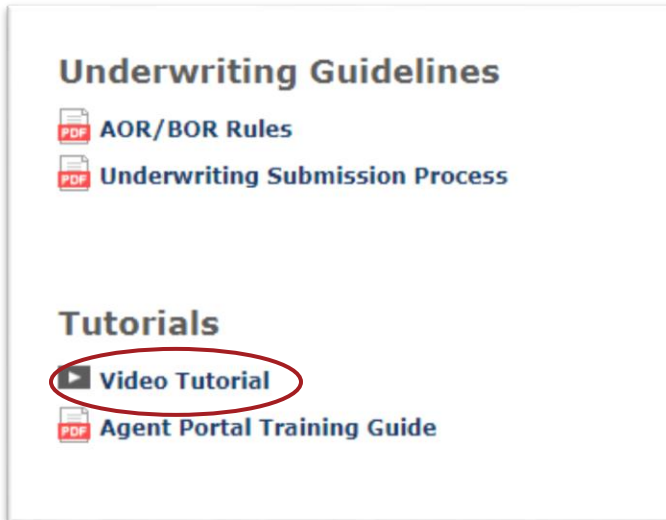 Underwriting Guidelines
PDF AOR/BOR Rules
PDF Underwriting Submission Process
Tutorials
Video Tutorial
PDF Agent Portal Training Guide